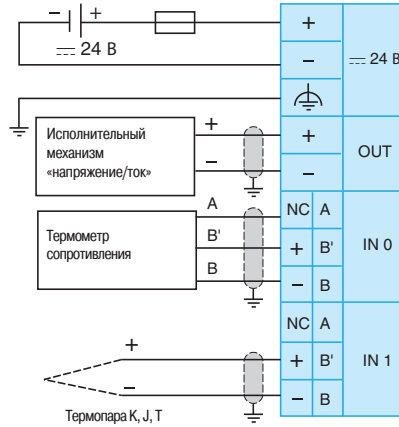 − + +
⎓ 24 В
− ⎓ 24 В
Исполнительный
механизм
«напряжение/ток»
+ +
− −
OUT
Термометр
сопротивления
A NC A
B' + B'
B − B
IN 0
NC A
+ + B'
− − B
IN 1
Термопара K, J, T